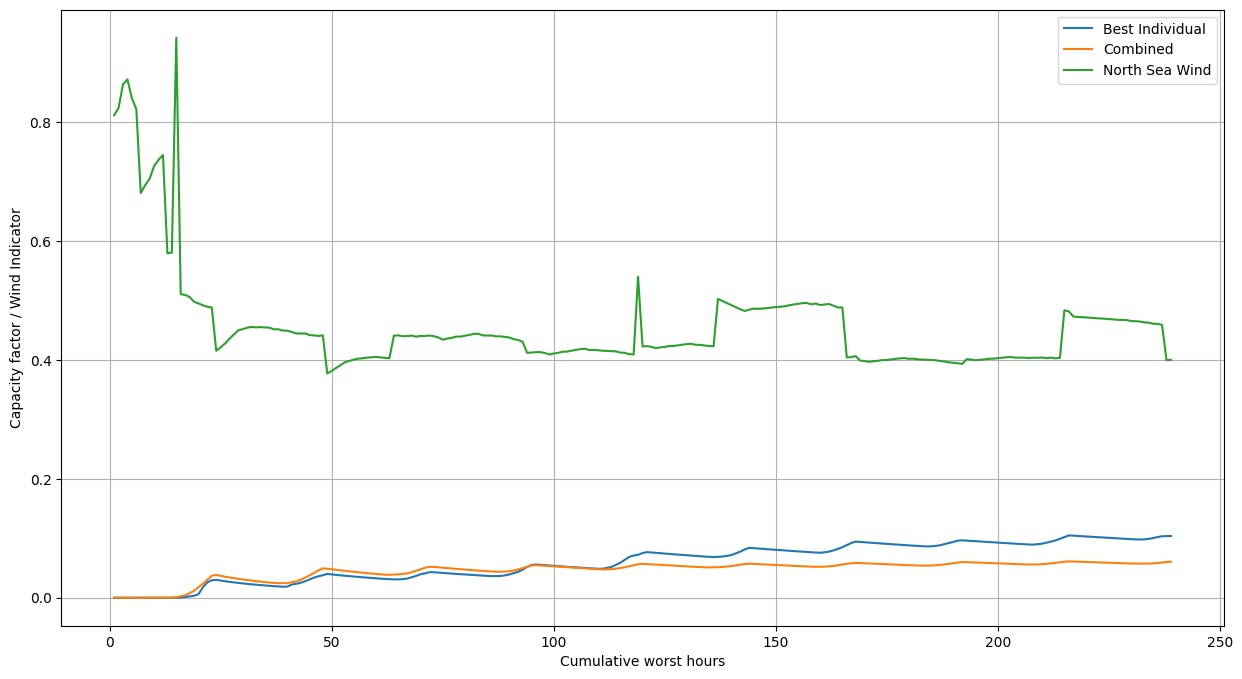 Best Individual
Combined
North Sea Wind
0.8
0.6
0.4
0.2
0.0
Capacity factor / Wind Indicator
0
50
100
150
200
250
Cumulative worst hours